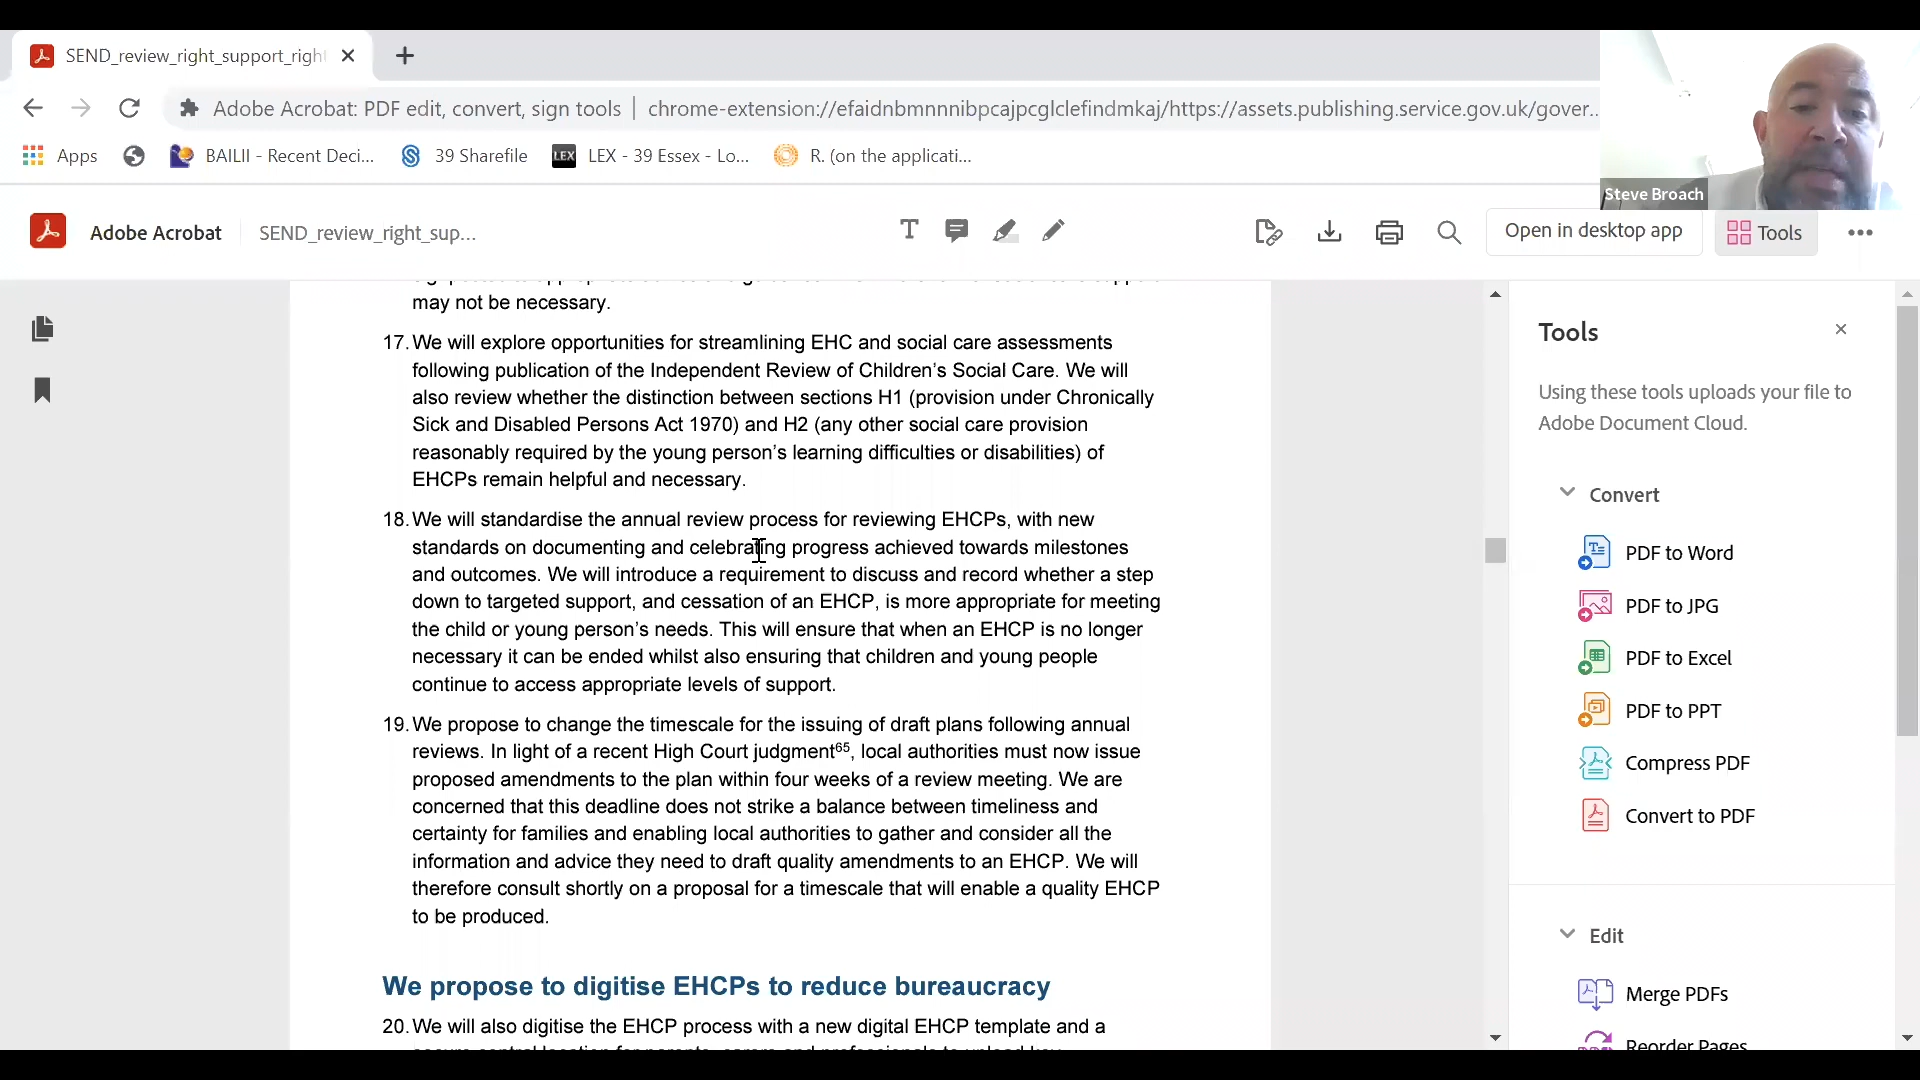 SEND_review_right_support_right
Adobe Acrobat: PDF edit, convert, sign tools
chrome-extension://efaidnbmnnnibpcajpcglclefindmkaj/https://assets.publishing.service.gov.uk/gover...
Apps
BAILII - Recent Deci...
39 Sharefile
LEX
LEX - 39 Essex - Lo...
R. (on the applicati...
Steve Broach
Adobe Acrobat
SEND_review_right_sup...
Open in desktop app
Tools
may not be necessary.
17. We will explore opportunities for streamlining EHC and social care assessments
following publication of the Independent Review of Children's Social Care. We will
also review whether the distinction between sections H1 (provision under Chronically
Sick and Disabled Persons Act 1970) and H2 (any other social care provision
reasonably required by the young person's learning difficulties or disabilities) of
EHCPs remain helpful and necessary.
18. We will standardise the annual review process for reviewing EHCPs, with new
standards on documenting and celebrating progress achieved towards milestones
and outcomes. We will introduce a requirement to discuss and record whether a step
down to targeted support, and cessation of an EHCP, is more appropriate for meeting
the child or young person's needs. This will ensure that when an EHCP is no longer
necessary it can be ended whilst also ensuring that children and young people
continue to access appropriate levels of support.
19. We propose to change the timescale for the issuing of draft plans following annual
reviews. In light of a recent High Court judgment65, local authorities must now issue
proposed amendments to the plan within four weeks of a review meeting. We are
concerned that this deadline does not strike a balance between timeliness and
certainty for families and enabling local authorities to gather and consider all the
information and advice they need to draft quality amendments to an EHCP. We will
therefore consult shortly on a proposal for a timescale that will enable a quality EHCP
to be produced.
We propose to digitise EHCPs to reduce bureaucracy
20. We will also digitise the EHCP process with a new digital EHCP template and a
Tools
Using these tools uploads your file to
Adobe Document Cloud.
Convert
PDF to Word
PDF to JPG
PDF to Excel
PDF to PPT
Compress PDF
Convert to PDF
Edit
Merge PDFs
Reorder Pages